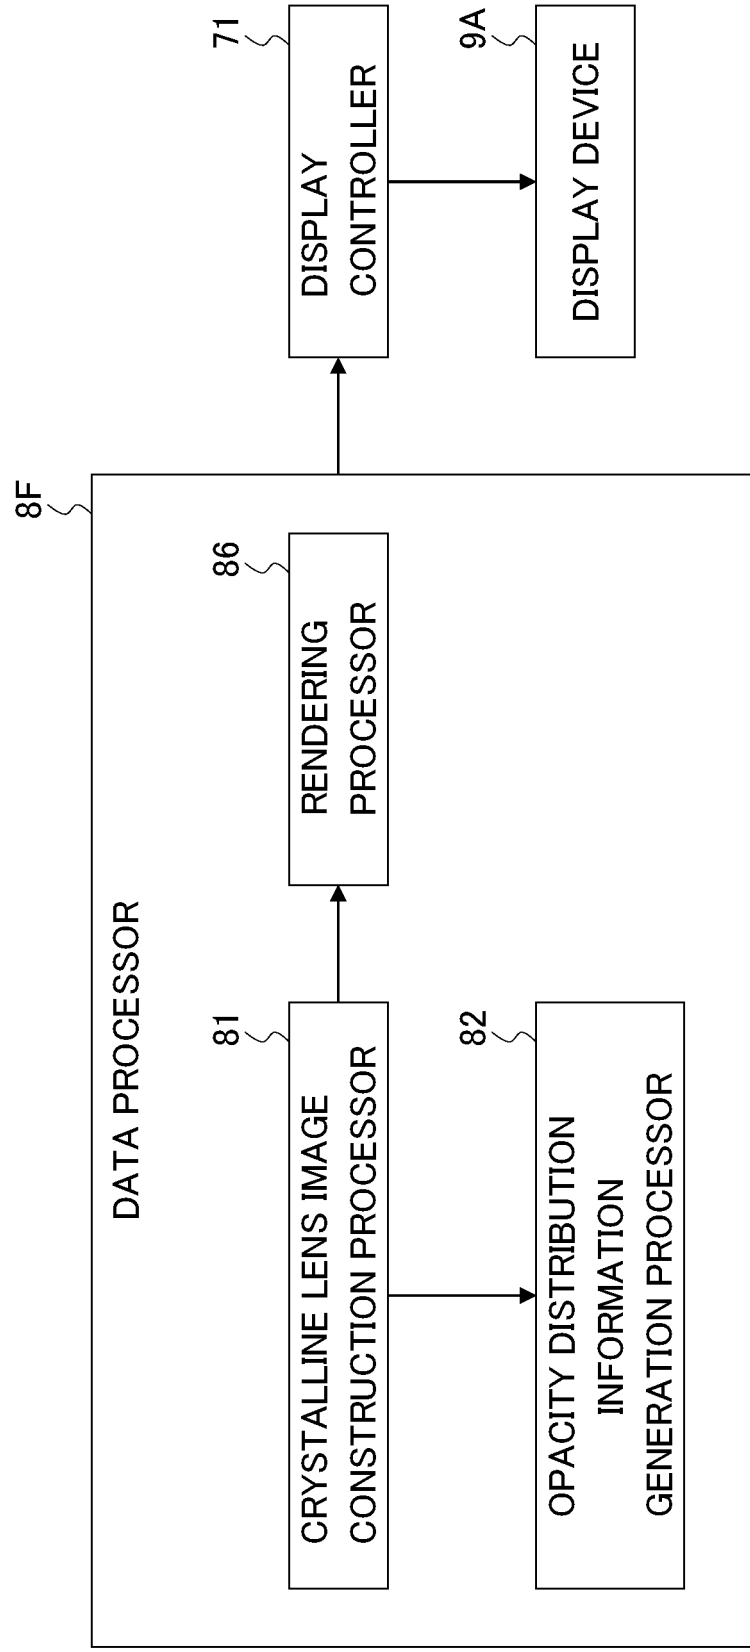 8F
DATA PROCESSOR
81
CRYSTALLINE LENS IMAGE
CONSTRUCTION PROCESSOR
86
RENDERING
PROCESSOR
71
DISPLAY
CONTROLLER
82
OPACITY DISTRIBUTION
INFORMATION
GENERATION PROCESSOR
9A
DISPLAY DEVICE